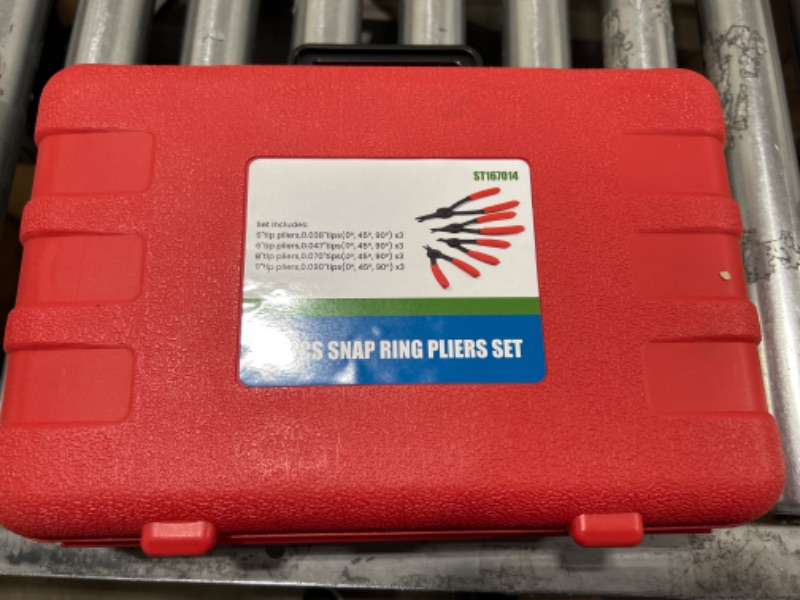 ST167014
Set Includes:
6"tip pliers,0.038"tips(0°, 45°, 90°) x3
6"tip pliers,0.047"tips(0°, 45°, 90°) x3
8"tip pliers,0.070"tips(0°, 45°, 90°) x3
tip pliers,0.090"tips(0°, 45°, 90°) x3
CS SNAP RING PLIERS SET